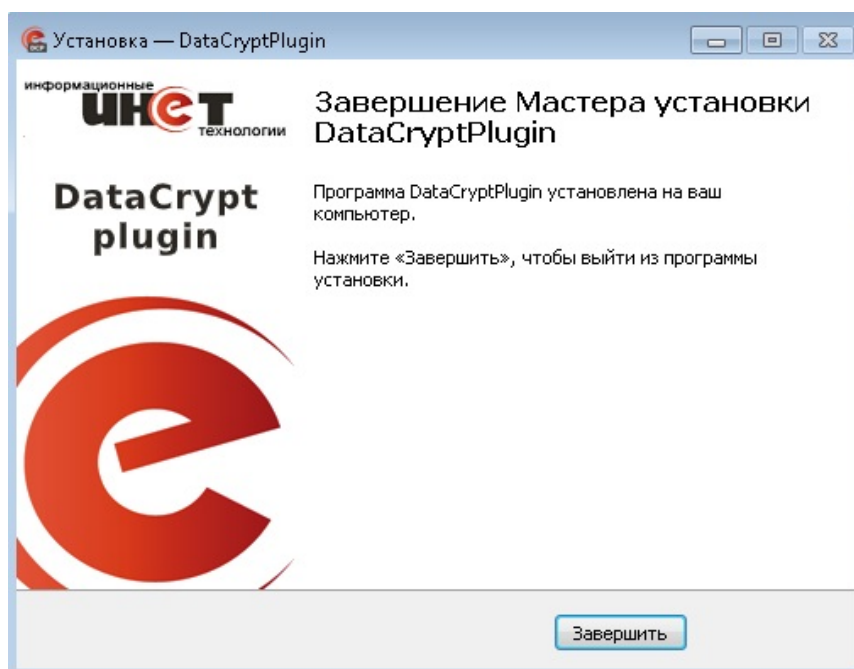 Установка — DataCryptPlugin
информационные
инет
технологии
DataCrypt
plugin
Завершение Мастера установки
DataCryptPlugin
Программа DataCryptPlugin установлена на ваш
компьютер.
Нажмите «Завершить», чтобы выйти из программы
установки.
Завершить